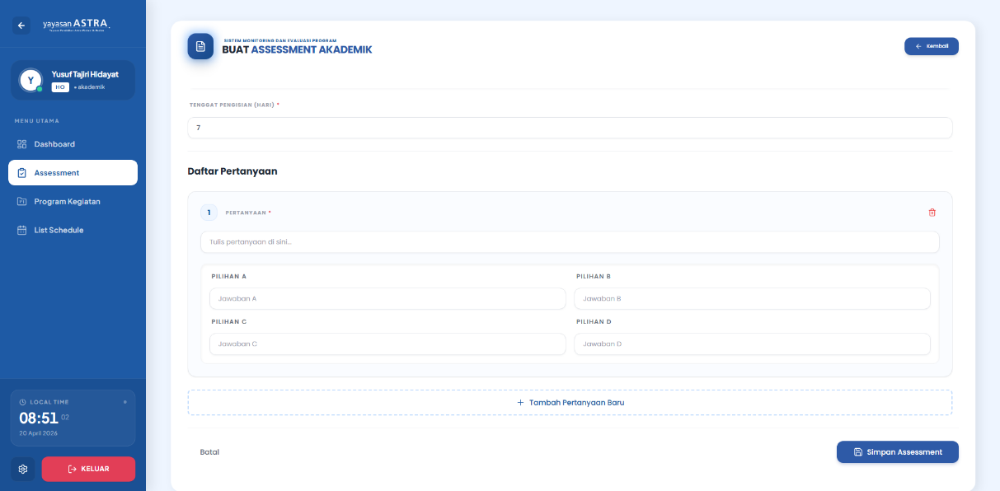 yayasan ASTRA
Y
Yusuf Tajiri Hidayat
HO • akademik
MENU UTAMA
Dashboard
Assessment
Program Kegiatan
List Schedule
LOCAL TIME
08:51 02
20 April 2026
KELUAR
SISTEM MONITORING DAN EVALUASI PROGRAM
BUAT ASSESSMENT AKADEMIK
← Kembali
TENGGAT PENGISIAN (HARI) *
7
Daftar Pertanyaan
1 PERTANYAAN *
Tulis pertanyaan di sini...
PILIHAN A
Jawaban A
PILIHAN B
Jawaban B
PILIHAN C
Jawaban C
PILIHAN D
Jawaban D
+ Tambah Pertanyaan Baru
Batal
Simpan Assessment